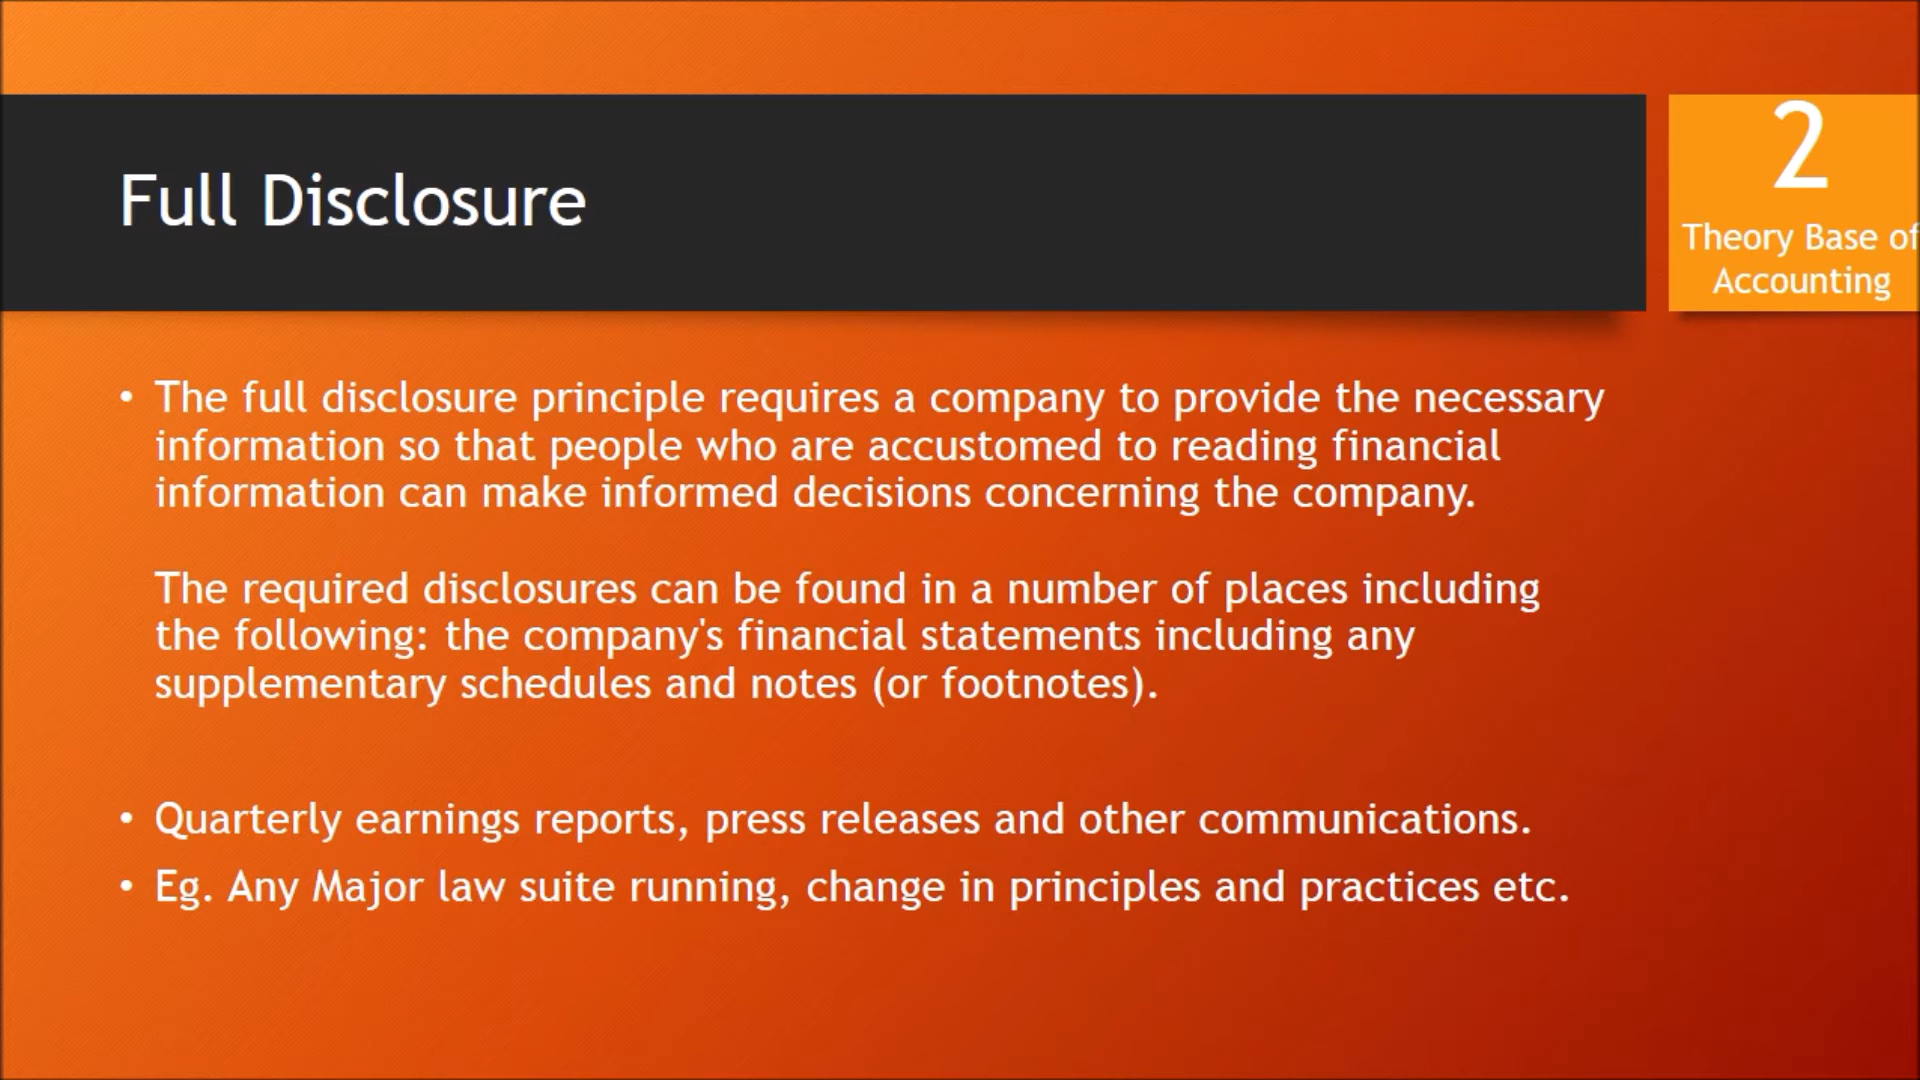 Full Disclosure
2
Theory Base of
Accounting
• The full disclosure principle requires a company to provide the necessary
information so that people who are accustomed to reading financial
information can make informed decisions concerning the company.
The required disclosures can be found in a number of places including
the following: the company's financial statements including any
supplementary schedules and notes (or footnotes).
• Quarterly earnings reports, press releases and other communications.
• Eg. Any Major law suite running, change in principles and practices etc.